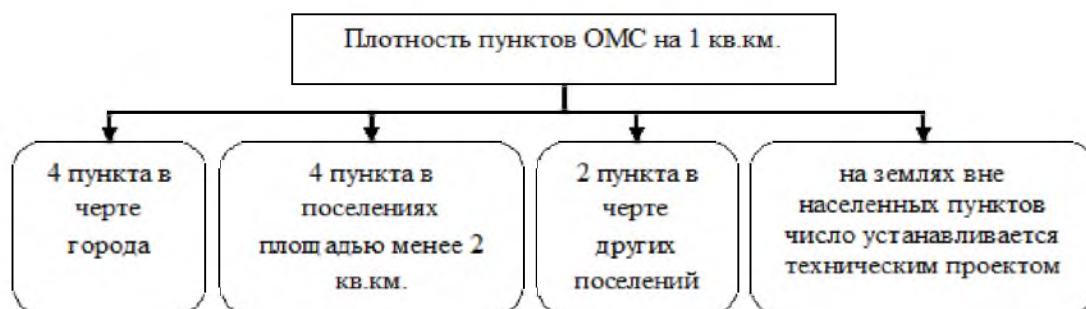 Плотность пунктов ОМС на 1 кв.км.
4 пункта в
черте
города
4 пункта в
поселениях
площадью менее 2
кв.км.
2 пункта в
черте
других
поселений
на землях вне
населенных пунктов
число устанавливается
техническим проектом